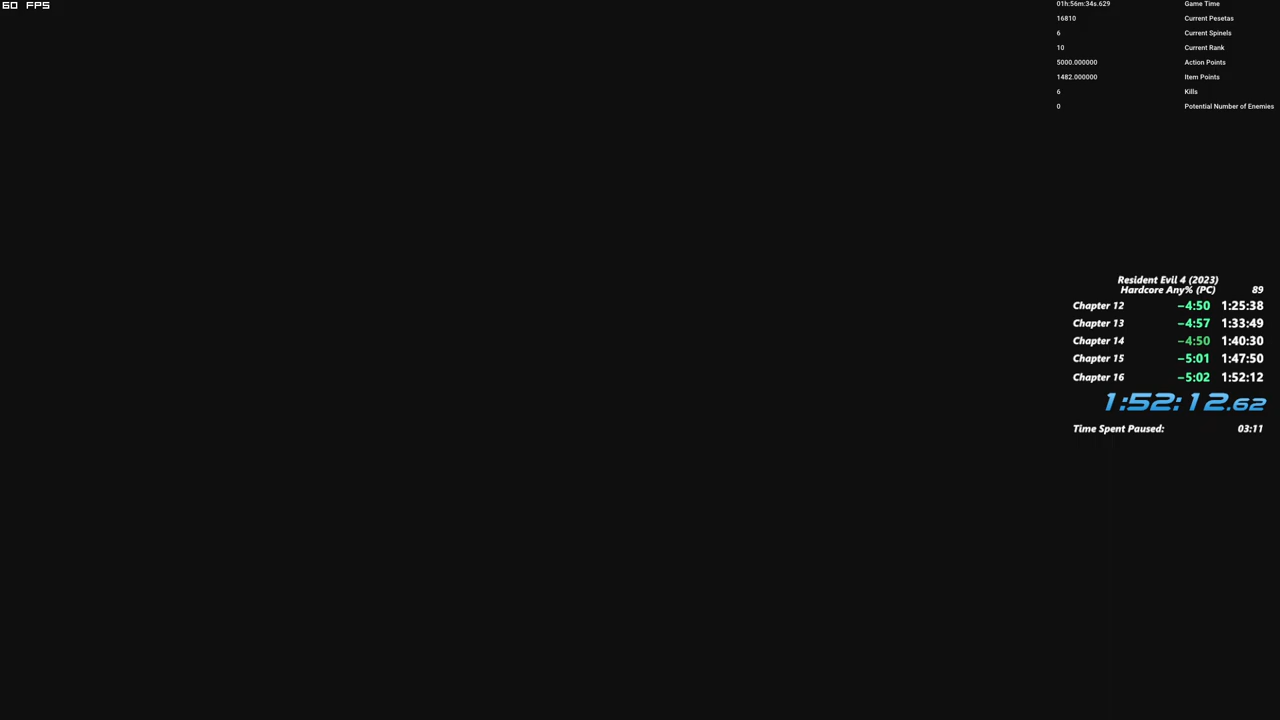 60 FPS
01h:56m:34s.629 Game Time
16810 Current Pesetas
6 Current Spinels
10 Current Rank
5000.000000 Action Points
1482.000000 Item Points
6 Kills
0 Potential Number of Enemies
Resident Evil 4 (2023)
Hardcore Any% (PC) 89
Chapter 12 −4:50 1:25:38
Chapter 13 −4:57 1:33:49
Chapter 14 −4:50 1:40:30
Chapter 15 −5:01 1:47:50
Chapter 16 −5:02 1:52:12
1:52:12.62
Time Spent Paused: 03:11